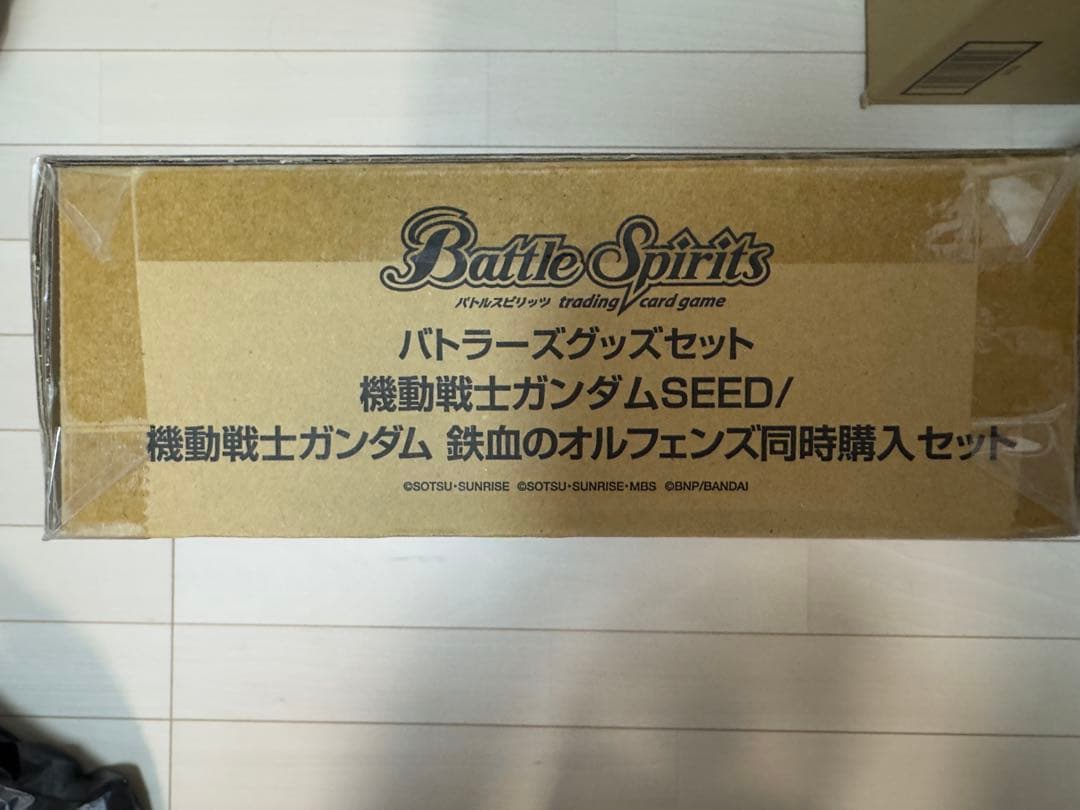 Battle Spirits
バトルスピリッツ trading card game
バトラーズグッズセット
機動戦士ガンダムSEED/
機動戦士ガンダム 鉄血のオルフェンズ同時購入セット
©SOTSU・SUNRISE ©SOTSU・SUNRISE・MBS ©BNP/BANDAI